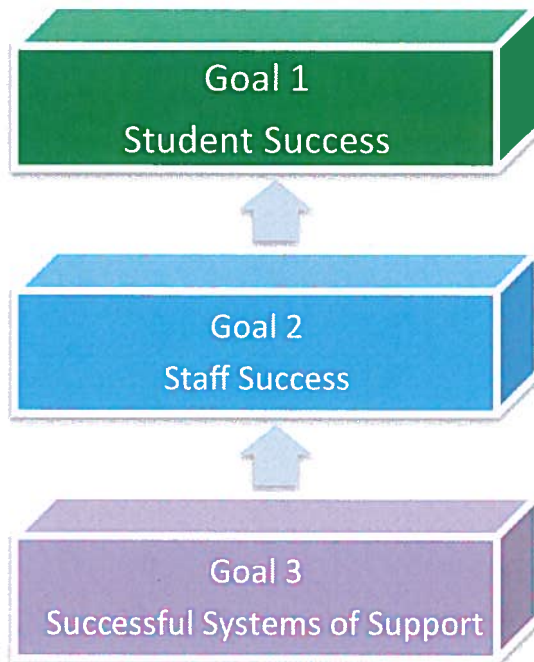 Goal 1
Student Success
Goal 2
Staff Success
Goal 3
Successful Systems of Support